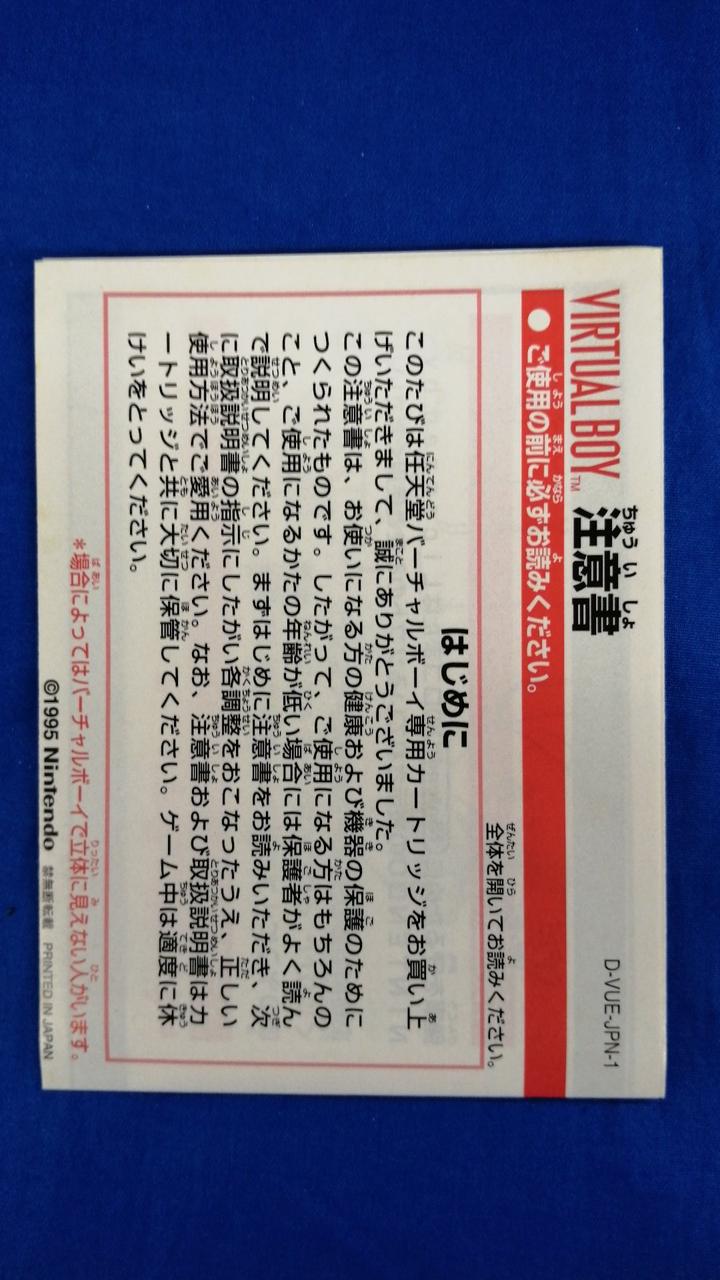 VIRTUAL BOY™ 注意書 D-VUE-JPN-1
●ご使用の前に必ずお読みください。
全体を開いてお読みください。
はじめに
このたびは任天堂バーチャルボーイ専用カートリッジをお買い上
げいただきまして、誠にありがとうございました。
この注意書は、お使いになる方の健康および機器の保護のために
つくられたものです。したがって、ご使用になる方はもちろんの
こと、ご使用になるかたの年齢が低い場合には保護者がよく読ん
で説明してください。まずはじめに注意書をお読みいただき、次
に取扱説明書の指示にしたがい各調整をおこなったうえ、正しい
使用方法でご愛用ください。なお、注意書および取扱説明書はカ
ートリッジと共に大切に保管してください。ゲーム中は適度に休
けいをとってください。
*場合によってはバーチャルボーイで立体に見えない人がいます。
©1995 Nintendo 禁無断転載 PRINTED IN JAPAN